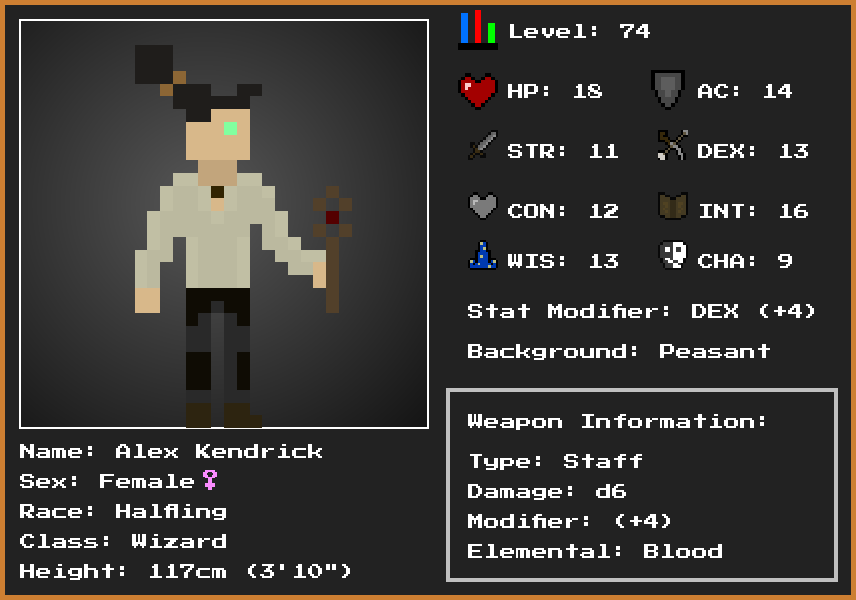 Level: 74
HP: 18
AC: 14
STR: 11
DEX: 13
CON: 12
INT: 16
WIS: 13
CHA: 9
Stat Modifier: DEX (+4)
Background: Peasant
Weapon Information:
Type: Staff
Damage: d6
Modifier: (+4)
Elemental: Blood
Name: Alex Kendrick
Sex: Female♀
Race: Halfling
Class: Wizard
Height: 117cm (3'10")